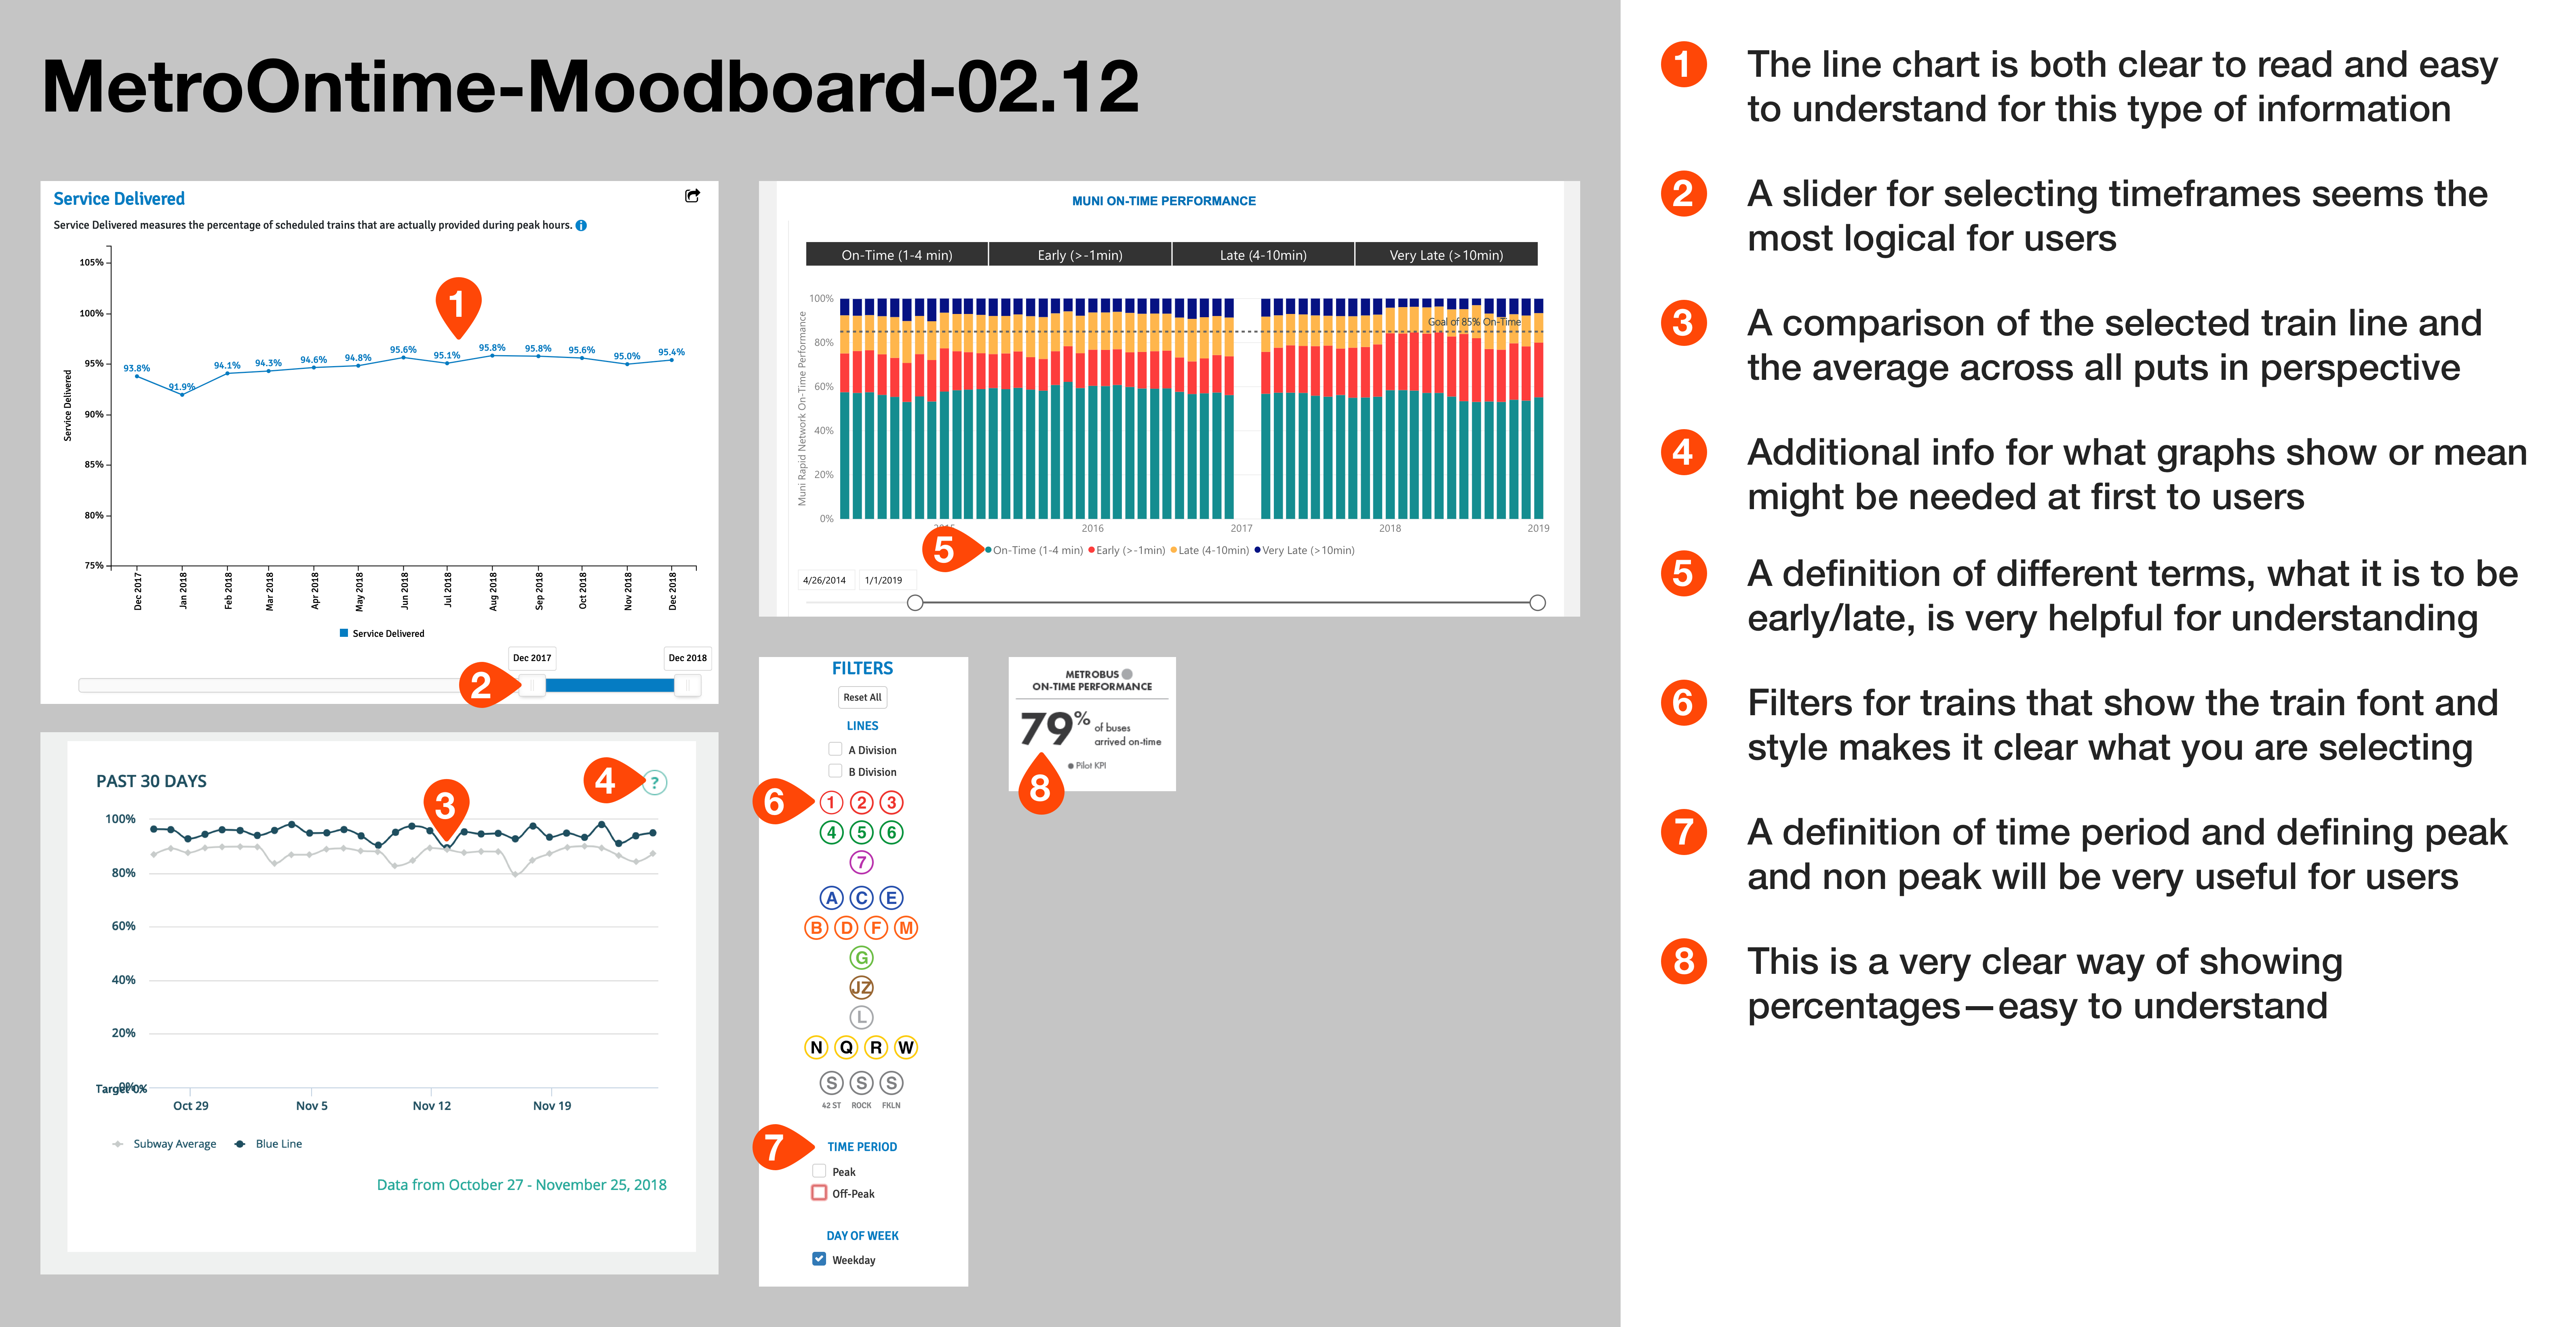 MetroOntime-Moodboard-02.12
Service Delivered
Service Delivered measures the percentage of scheduled trains that are actually provided during peak hours. i
105%
100%
95%
90%
85%
80%
75%
Service Delivered
93.8%
91.9%
94.1%
94.3%
94.6%
94.8%
95.6%
95.1%
95.8%
95.8%
95.6%
95.0%
95.4%
1
Dec 2017
Jan 2018
Feb 2018
Mar 2018
Apr 2018
May 2018
Jun 2018
Jul 2018
Aug 2018
Sep 2018
Oct 2018
Nov 2018
Dec 2018
Service Delivered
Dec 2017
Dec 2018
2
PAST 30 DAYS
4
?
3
100%
80%
60%
40%
20%
0%
Target 0%
Oct 29
Nov 5
Nov 12
Nov 19
Subway Average
Blue Line
Data from October 27 - November 25, 2018
MUNI ON-TIME PERFORMANCE
On-Time (1-4 min)
Early (>-1min)
Late (4-10min)
Very Late (>10min)
Muni Rapid Network On-Time Performance
100%
80%
60%
40%
20%
0%
Goal of 85% On-Time
2015
2016
2017
2018
2019
5
On-Time (1-4 min)
Early (>-1min)
Late (4-10min)
Very Late (>10min)
4/26/2014
1/1/2019
FILTERS
Reset All
LINES
A Division
B Division
6
1 2 3
4 5 6
7
A C E
B D F M
G
JZ
L
N Q R W
S S S
42 ST ROCK FKLN
7
TIME PERIOD
Peak
Off-Peak
DAY OF WEEK
Weekday
METROBUS
ON-TIME PERFORMANCE
79% of buses
arrived on-time
Pilot KPI
8
1 The line chart is both clear to read and easy
to understand for this type of information
2 A slider for selecting timeframes seems the
most logical for users
3 A comparison of the selected train line and
the average across all puts in perspective
4 Additional info for what graphs show or mean
might be needed at first to users
5 A definition of different terms, what it is to be
early/late, is very helpful for understanding
6 Filters for trains that show the train font and
style makes it clear what you are selecting
7 A definition of time period and defining peak
and non peak will be very useful for users
8 This is a very clear way of showing
percentages—easy to understand